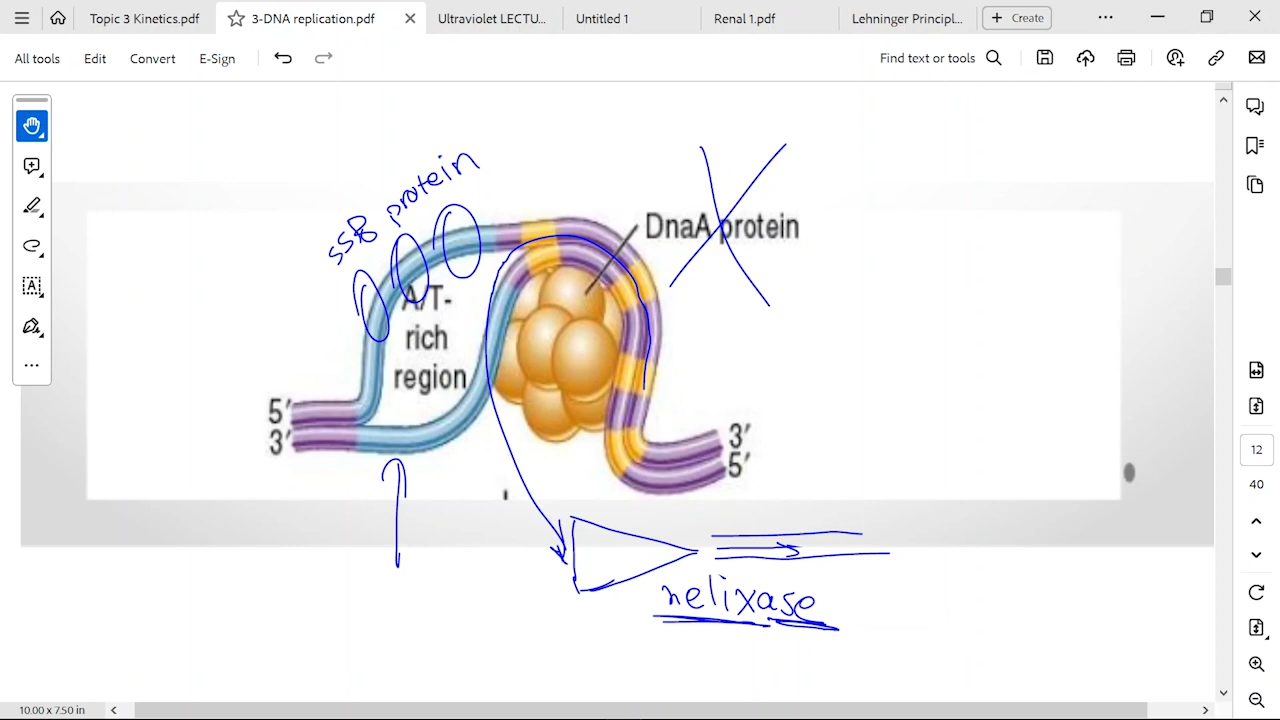 Topic 3 Kinetics.pdf
3-DNA replication.pdf
Ultraviolet LECTU...
Untitled 1
Renal 1.pdf
Lehninger Principl...
Create
All tools
Edit
Convert
E-Sign
Find text or tools
ssB protein
DnaA protein
A/T-
rich
region
5′
3′
3′
5′
helixase
12
40
10.00 x 7.50 in